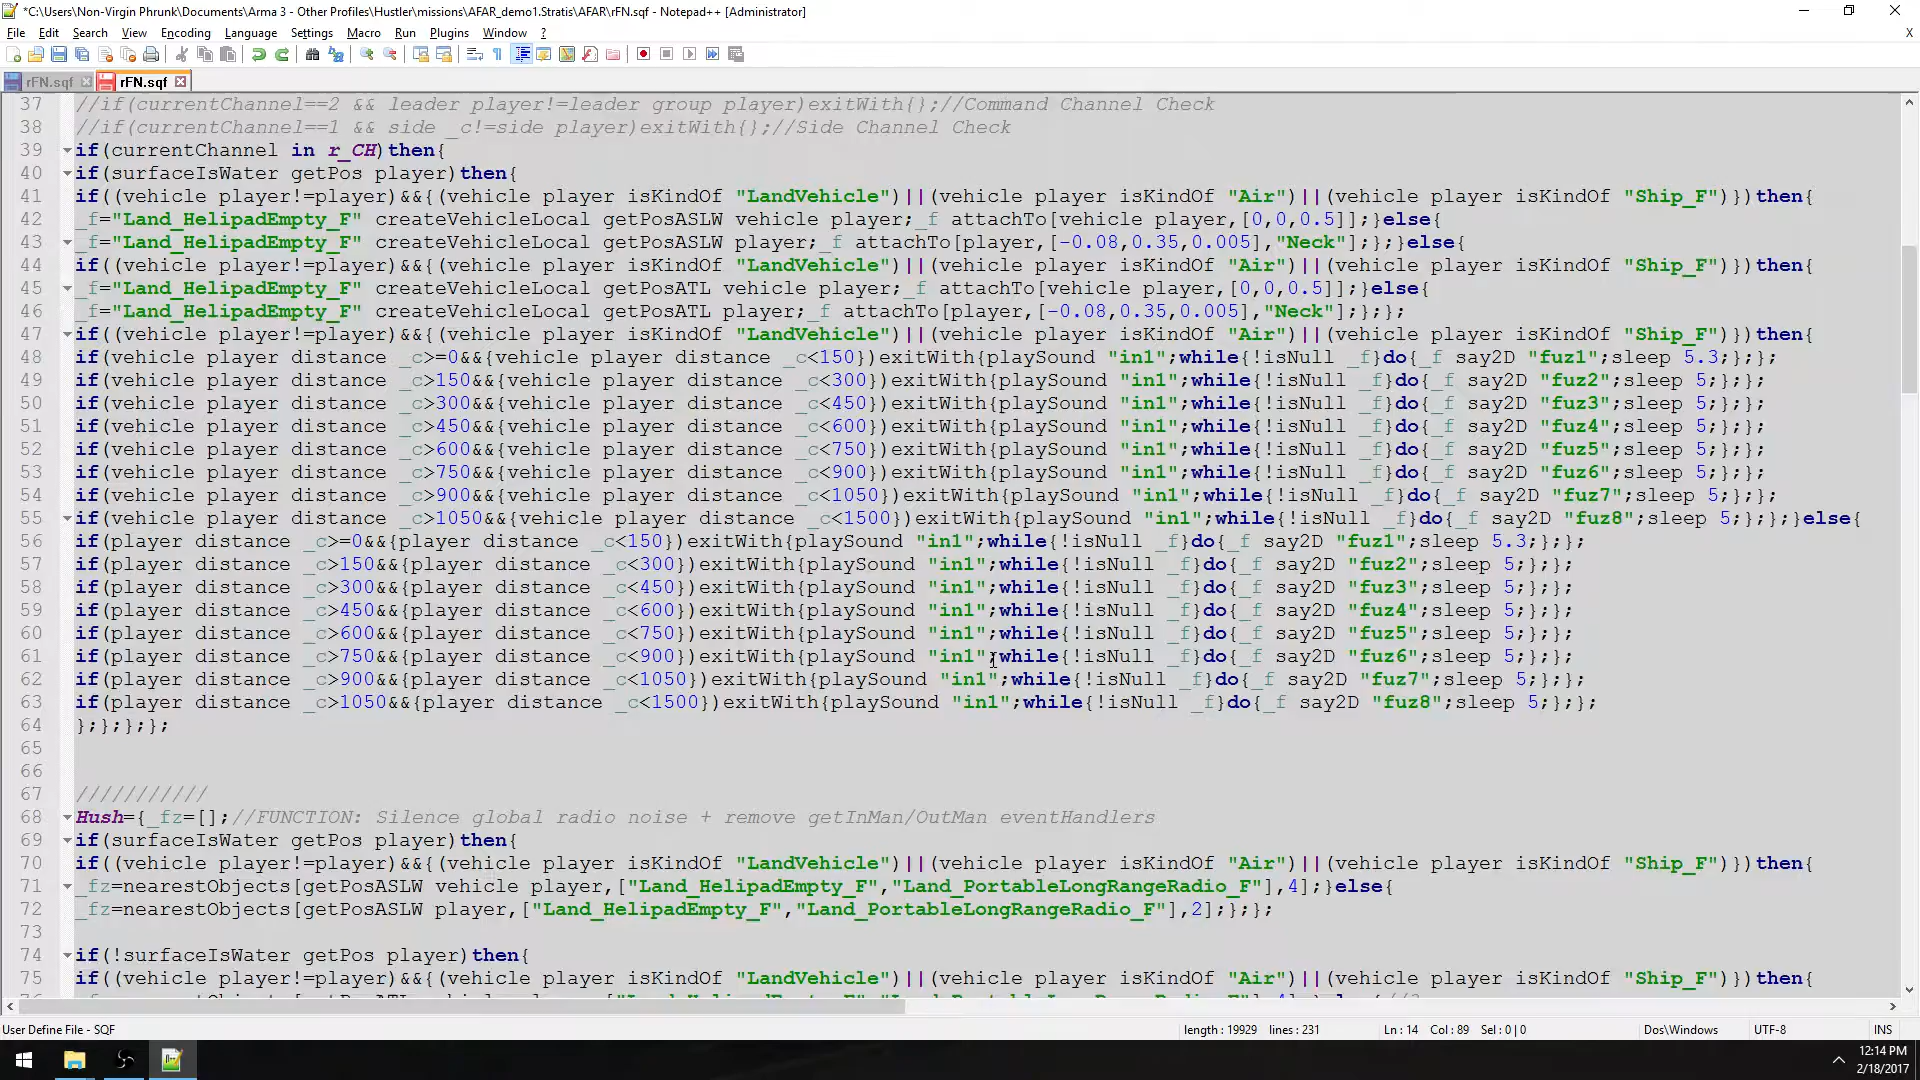 *C:\Users\Non-Virgin Phrunk\Documents\Arma 3 - Other Profiles\Hustler\missions\AFAR_demo1.Stratis\AFAR\rFN.sqf - Notepad++ [Administrator]
File Edit Search View Encoding Language Settings Macro Run Plugins Window ? X
rFN.sqf rFN.sqf
37 //if(currentChannel==2 && leader player!=leader group player)exitWith{};//Command Channel Check
38 //if(currentChannel==1 && side _c!=side player)exitWith{};//Side Channel Check
39 if(currentChannel in r_CH)then{
40 if(surfaceIsWater getPos player)then{
41 if((vehicle player!=player)&&{(vehicle player isKindOf "LandVehicle")||(vehicle player isKindOf "Air")||(vehicle player isKindOf "Ship_F")})then{
42 _f="Land_HelipadEmpty_F" createVehicleLocal getPosASLW vehicle player;_f attachTo[vehicle player,[0,0,0.5]];}else{
43 _f="Land_HelipadEmpty_F" createVehicleLocal getPosASLW player;_f attachTo[player,[-0.08,0.35,0.005],"Neck"];};}else{
44 if((vehicle player!=player)&&{(vehicle player isKindOf "LandVehicle")||(vehicle player isKindOf "Air")||(vehicle player isKindOf "Ship_F")})then{
45 _f="Land_HelipadEmpty_F" createVehicleLocal getPosATL vehicle player;_f attachTo[vehicle player,[0,0,0.5]];}else{
46 _f="Land_HelipadEmpty_F" createVehicleLocal getPosATL player;_f attachTo[player,[-0.08,0.35,0.005],"Neck"];};};
47 if((vehicle player!=player)&&{(vehicle player isKindOf "LandVehicle")||(vehicle player isKindOf "Air")||(vehicle player isKindOf "Ship_F")})then{
48 if(vehicle player distance _c>=0&&{vehicle player distance _c<150})exitWith{playSound "in1";while{!isNull _f}do{_f say2D "fuz1";sleep 5.3;};};
49 if(vehicle player distance _c>150&&{vehicle player distance _c<300})exitWith{playSound "in1";while{!isNull _f}do{_f say2D "fuz2";sleep 5;};};
50 if(vehicle player distance _c>300&&{vehicle player distance _c<450})exitWith{playSound "in1";while{!isNull _f}do{_f say2D "fuz3";sleep 5;};};
51 if(vehicle player distance _c>450&&{vehicle player distance _c<600})exitWith{playSound "in1";while{!isNull _f}do{_f say2D "fuz4";sleep 5;};};
52 if(vehicle player distance _c>600&&{vehicle player distance _c<750})exitWith{playSound "in1";while{!isNull _f}do{_f say2D "fuz5";sleep 5;};};
53 if(vehicle player distance _c>750&&{vehicle player distance _c<900})exitWith{playSound "in1";while{!isNull _f}do{_f say2D "fuz6";sleep 5;};};
54 if(vehicle player distance _c>900&&{vehicle player distance _c<1050})exitWith{playSound "in1";while{!isNull _f}do{_f say2D "fuz7";sleep 5;};};
55 if(vehicle player distance _c>1050&&{vehicle player distance _c<1500})exitWith{playSound "in1";while{!isNull _f}do{_f say2D "fuz8";sleep 5;};};}else{
56 if(player distance _c>=0&&{player distance _c<150})exitWith{playSound "in1";while{!isNull _f}do{_f say2D "fuz1";sleep 5.3;};};
57 if(player distance _c>150&&{player distance _c<300})exitWith{playSound "in1";while{!isNull _f}do{_f say2D "fuz2";sleep 5;};};
58 if(player distance _c>300&&{player distance _c<450})exitWith{playSound "in1";while{!isNull _f}do{_f say2D "fuz3";sleep 5;};};
59 if(player distance _c>450&&{player distance _c<600})exitWith{playSound "in1";while{!isNull _f}do{_f say2D "fuz4";sleep 5;};};
60 if(player distance _c>600&&{player distance _c<750})exitWith{playSound "in1";while{!isNull _f}do{_f say2D "fuz5";sleep 5;};};
61 if(player distance _c>750&&{player distance _c<900})exitWith{playSound "in1";while{!isNull _f}do{_f say2D "fuz6";sleep 5;};};
62 if(player distance _c>900&&{player distance _c<1050})exitWith{playSound "in1";while{!isNull _f}do{_f say2D "fuz7";sleep 5;};};
63 if(player distance _c>1050&&{player distance _c<1500})exitWith{playSound "in1";while{!isNull _f}do{_f say2D "fuz8";sleep 5;};};
64 };};};};
65
66
67 ///////////
68 Hush={_fz=[];//FUNCTION: Silence global radio noise + remove getInMan/OutMan eventHandlers
69 if(surfaceIsWater getPos player)then{
70 if((vehicle player!=player)&&{(vehicle player isKindOf "LandVehicle")||(vehicle player isKindOf "Air")||(vehicle player isKindOf "Ship_F")})then{
71 _fz=nearestObjects[getPosASLW vehicle player,["Land_HelipadEmpty_F","Land_PortableLongRangeRadio_F"],4];}else{
72 _fz=nearestObjects[getPosASLW player,["Land_HelipadEmpty_F","Land_PortableLongRangeRadio_F"],2];};};
73
74 if(!surfaceIsWater getPos player)then{
75 if((vehicle player!=player)&&{(vehicle player isKindOf "LandVehicle")||(vehicle player isKindOf "Air")||(vehicle player isKindOf "Ship_F")})then{
User Define File - SQF length : 19929 lines : 231 Ln : 14 Col : 89 Sel : 0 | 0 Dos\Windows UTF-8 INS
12:14 PM
2/18/2017